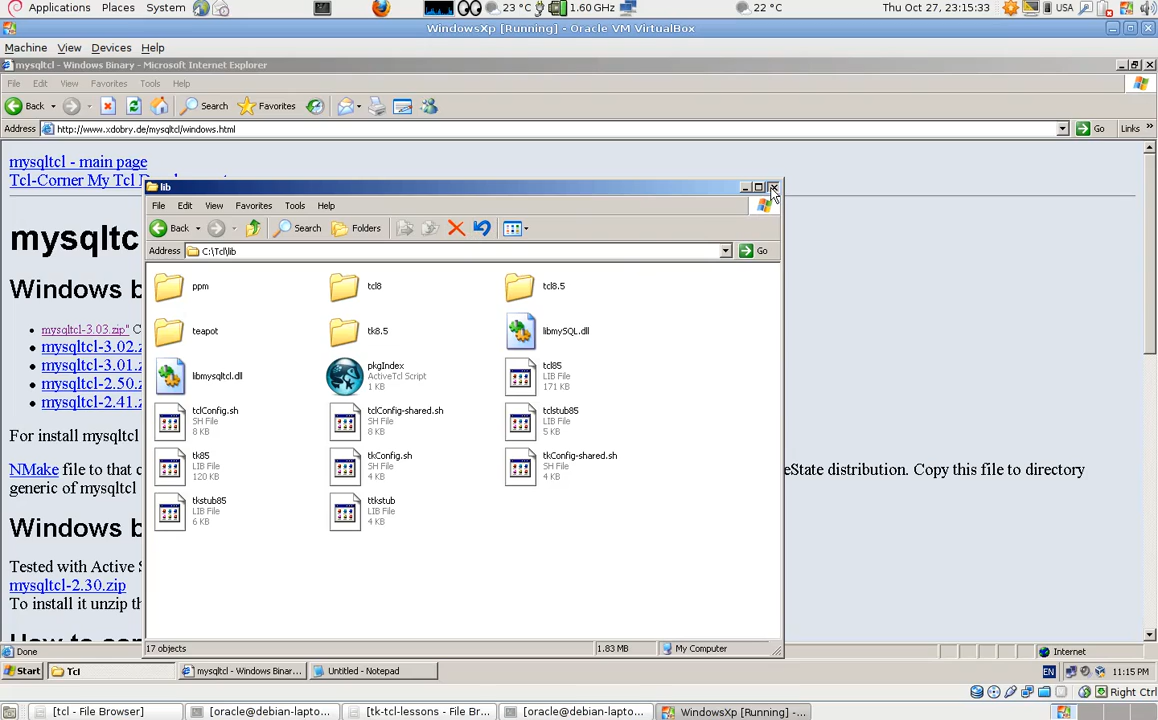 Applications Places System 23 °C 1.60 GHz 22 °C Thu Oct 27, 23:15:33 USA
WindowsXp [Running] - Oracle VM VirtualBox
Machine View Devices Help
mysqltcl - Windows Binary - Microsoft Internet Explorer
File Edit View Favorites Tools Help
Back Search Favorites
Address http://www.xdobry.de/mysqltcl/windows.html Go Links »
mysqltcl - main page
Tcl-Corner My Tcl
mysqltc
Windows b
mysqltcl-3.03.zip" C
mysqltcl-3.02.
mysqltcl-3.01.
mysqltcl-2.50.
mysqltcl-2.41.
For install mysqltcl
NMake file to that eState distribution. Copy this file to directory
generic of mysqltcl
Windows b
Tested with Active
mysqltcl-2.30.zip
To install it unzip th
lib
File Edit View Favorites Tools Help
Back Search Folders
Address C:\Tcl\lib Go
ppm tcl8 tcl8.5
teapot tk8.5 libmySQL.dll
libmysqltcl.dll
pkgIndex
ActiveTcl Script
1 KB
tcl85
LIB File
171 KB
tclConfig.sh
SH File
8 KB
tclConfig-shared.sh
SH File
8 KB
tclstub85
LIB File
5 KB
tk85
LIB File
120 KB
tkConfig.sh
SH File
4 KB
tkConfig-shared.sh
SH File
4 KB
tkstub85
LIB File
6 KB
ttkstub
LIB File
4 KB
17 objects 1.83 MB My Computer
Done Internet
Start Tcl mysqltcl - Windows Binar... Untitled - Notepad EN 11:15 PM
Right Ctrl
[tcl - File Browser] [oracle@debian-lapto... [tk-tcl-lessons - File Br... [oracle@debian-lapto... WindowsXp [Running] -...